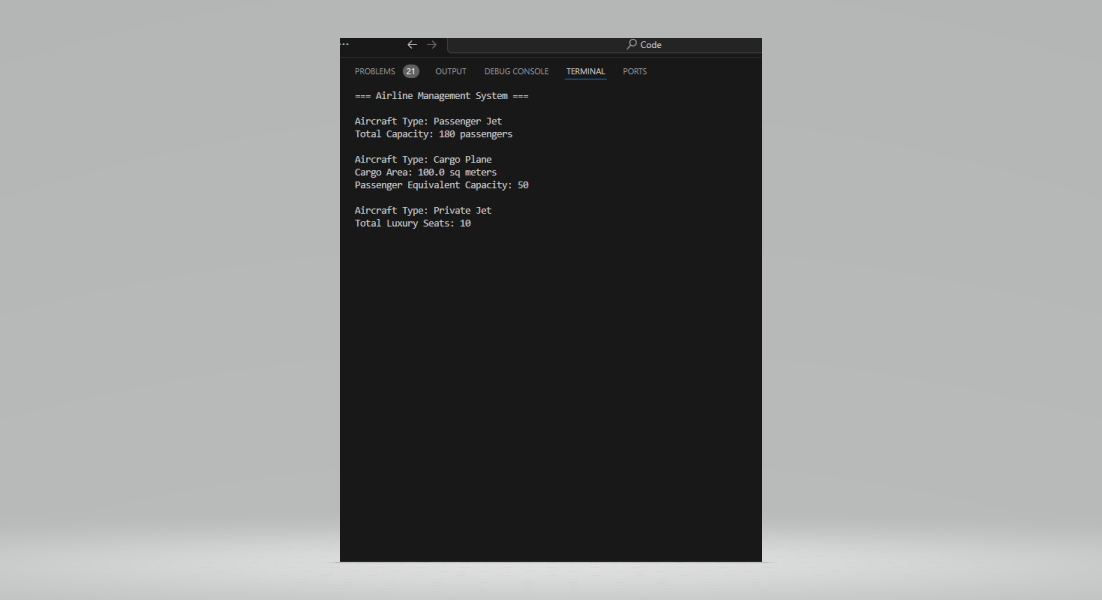 Code
PROBLEMS 21 OUTPUT DEBUG CONSOLE TERMINAL PORTS
=== Airline Management System ===
Aircraft Type: Passenger Jet
Total Capacity: 180 passengers
Aircraft Type: Cargo Plane
Cargo Area: 100.0 sq meters
Passenger Equivalent Capacity: 50
Aircraft Type: Private Jet
Total Luxury Seats: 10